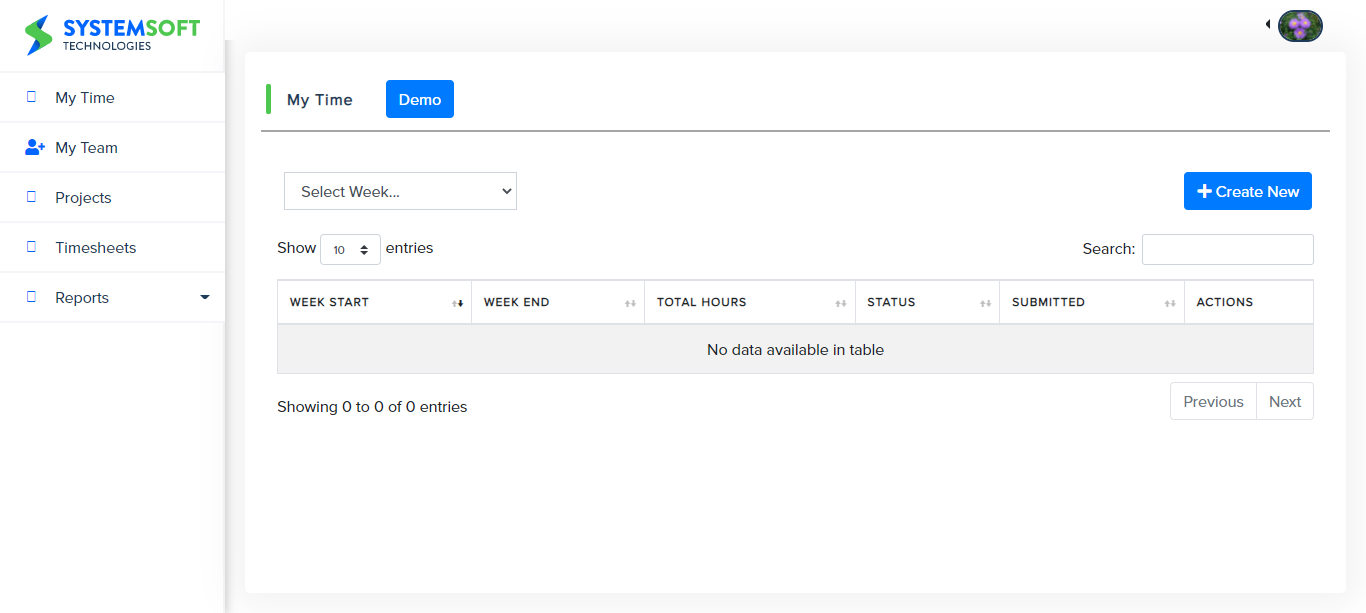 SYSTEMSOFT
TECHNOLOGIES
My Time
My Team
Projects
Timesheets
Reports
My Time Demo
Select Week...
Create New
Show 10 entries Search:
WEEK START WEEK END TOTAL HOURS STATUS SUBMITTED ACTIONS
No data available in table
Showing 0 to 0 of 0 entries
Previous Next